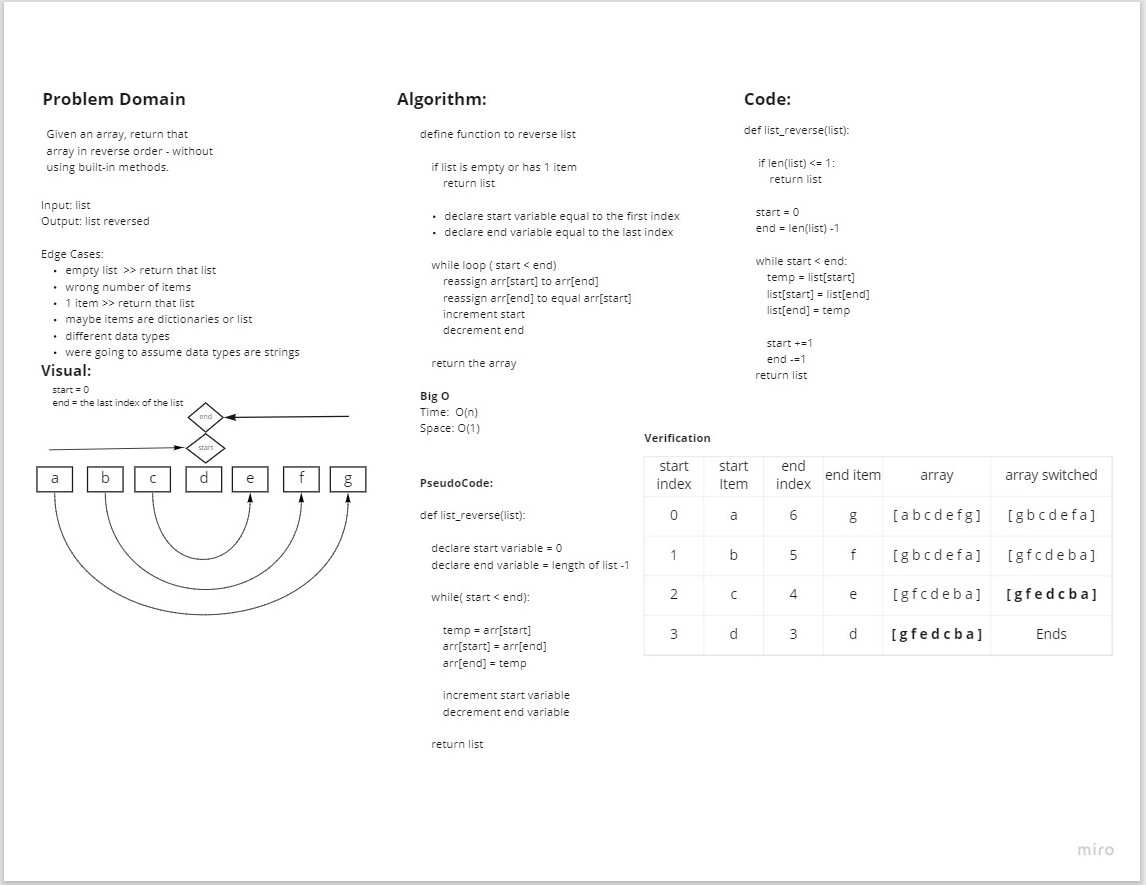 Problem Domain
Given an array, return that
array in reverse order - without
using built-in methods.
Input: list
Output: list reversed
Edge Cases:
• empty list >> return that list
• wrong number of items
• 1 item >> return that list
• maybe items are dictionaries or list
• different data types
• were going to assume data types are strings
Visual:
start = 0
end = the last index of the list
end
start
a b c d e f g
Algorithm:
define function to reverse list
if list is empty or has 1 item
return list
• declare start variable equal to the first index
• declare end variable equal to the last index
while loop ( start < end)
reassign arr[start] to arr[end]
reassign arr[end] to equal arr[start]
increment start
decrement end
return the array
Big O
Time: O(n)
Space: O(1)
PseudoCode:
def list_reverse(list):
declare start variable = 0
declare end variable = length of list -1
while( start < end):
temp = arr[start]
arr[start] = arr[end]
arr[end] = temp
increment start variable
decrement end variable
return list
Code:
def list_reverse(list):
if len(list) <= 1:
return list
start = 0
end = len(list) -1
while start < end:
temp = list[start]
list[start] = list[end]
list[end] = temp
start +=1
end -=1
return list
Verification
start index start Item end index end item array array switched
0 a 6 g [ a b c d e f g ] [ g b c d e f a ]
1 b 5 f [ g b c d e f a ] [ g f c d e b a ]
2 c 4 e [ g f c d e b a ] [ g f e d c b a ]
3 d 3 d [ g f e d c b a ] Ends
miro